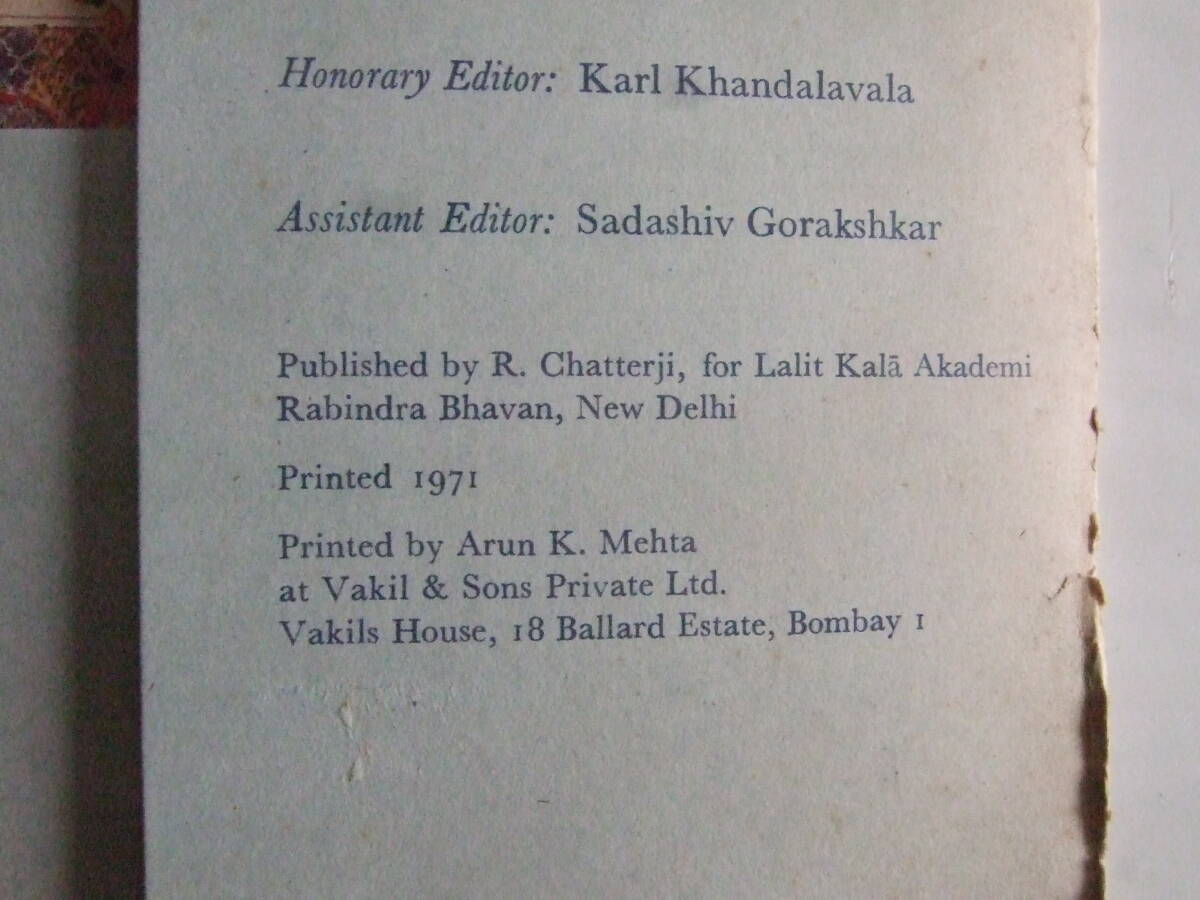 Honorary Editor: Karl Khandalavala
Assistant Editor: Sadashiv Gorakshkar
Published by R. Chatterji, for Lalit Kalā Akademi
Rabindra Bhavan, New Delhi
Printed 1971
Printed by Arun K. Mehta
at Vakil & Sons Private Ltd.
Vakils House, 18 Ballard Estate, Bombay 1